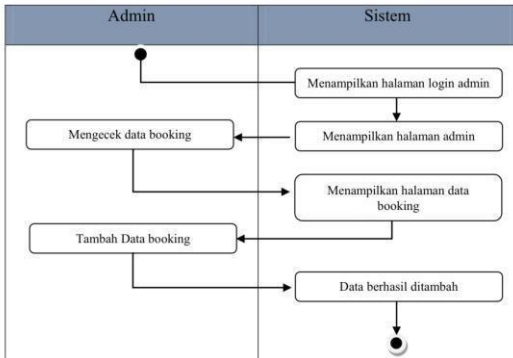 Admin
Sistem
Menampilkan halaman login admin
Mengecek data booking
Menampilkan halaman admin
Menampilkan halaman data
booking
Tambah Data booking
Data berhasil ditambah